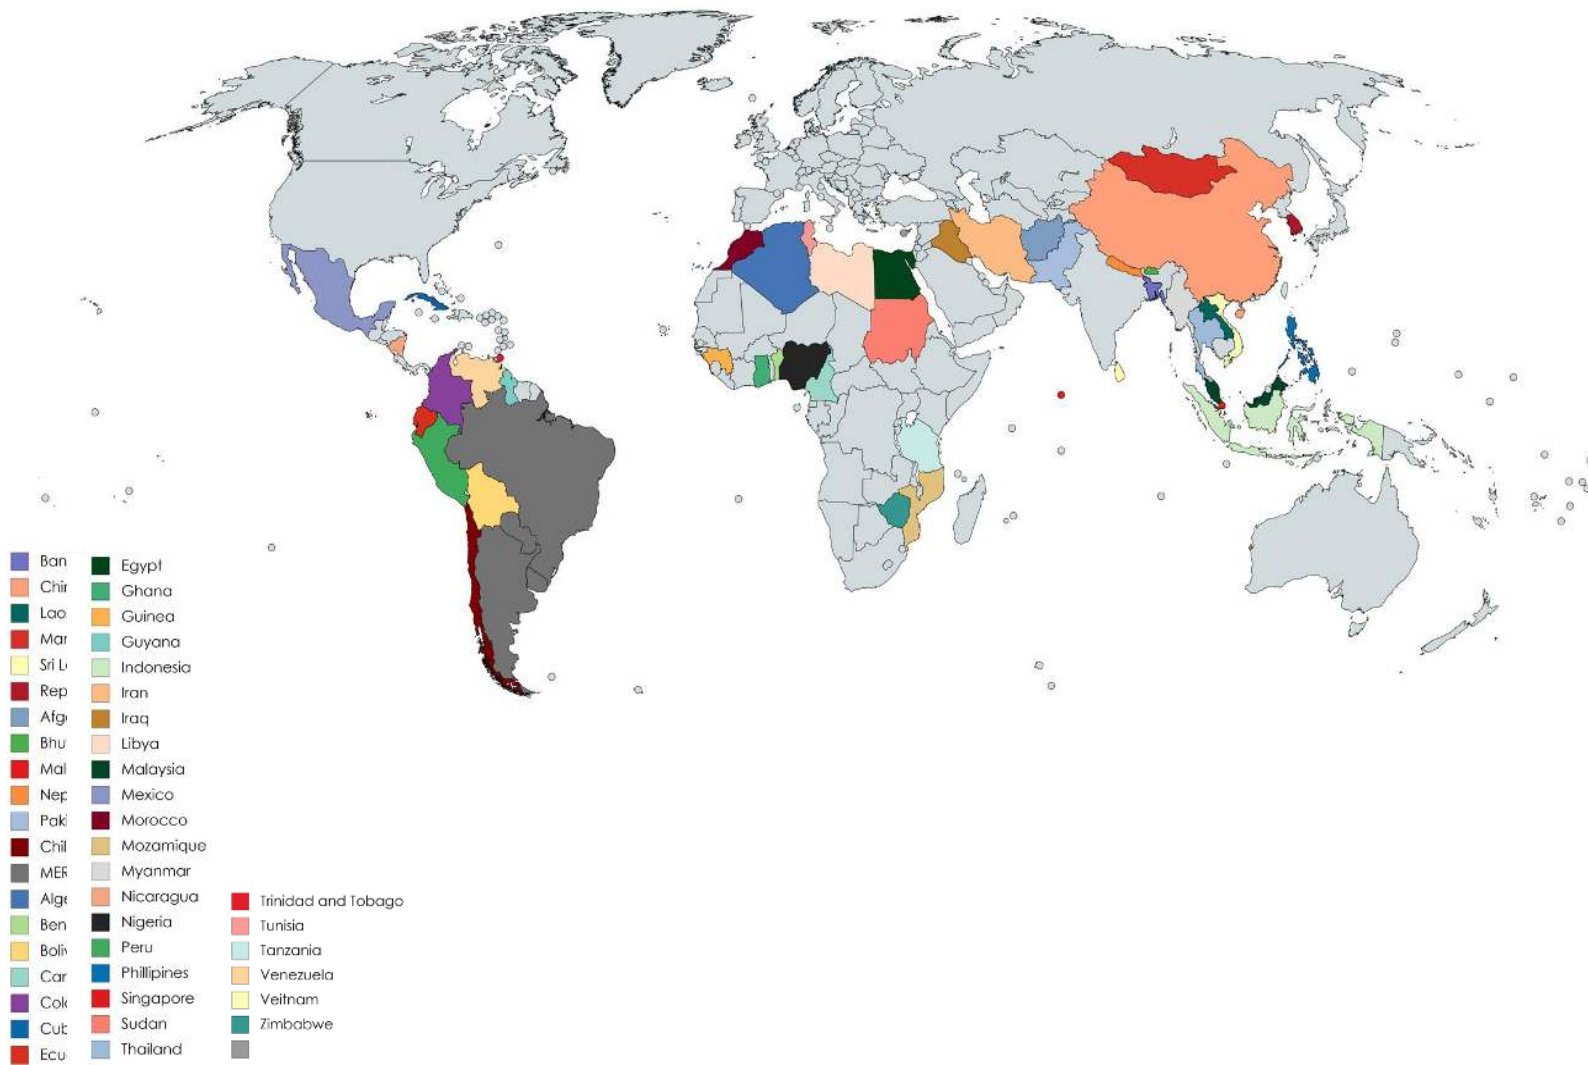 Ban
Chir
Lao
Mar
Sri L
Rep
Afg
Bhu
Mal
Nep
Paki
Chil
MER
Alge
Ben
Boliv
Car
Colo
Cub
Ecu
Egypt
Ghana
Guinea
Guyana
Indonesia
Iran
Iraq
Libya
Malaysia
Mexico
Morocco
Mozamique
Myanmar
Nicaragua
Nigeria
Peru
Phillipines
Singapore
Sudan
Thailand
Trinidad and Tobago
Tunisia
Tanzania
Venezuela
Veitnam
Zimbabwe